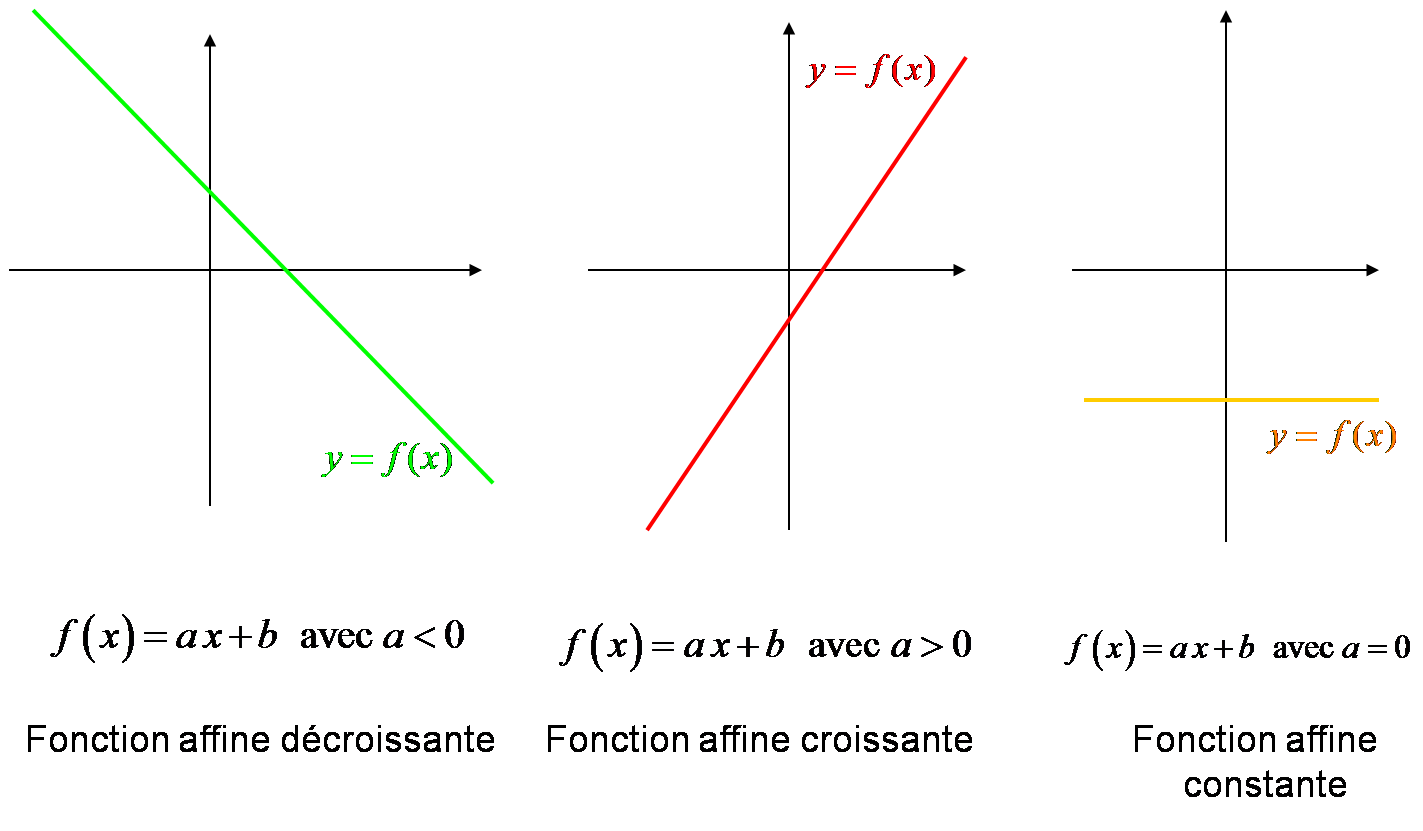 y = f(x)
y = f(x)
y = f(x)
f(x) = ax + b avec a < 0
f(x) = ax + b avec a > 0
f(x) = ax + b avec a = 0
Fonction affine décroissante
Fonction affine croissante
Fonction affine
constante